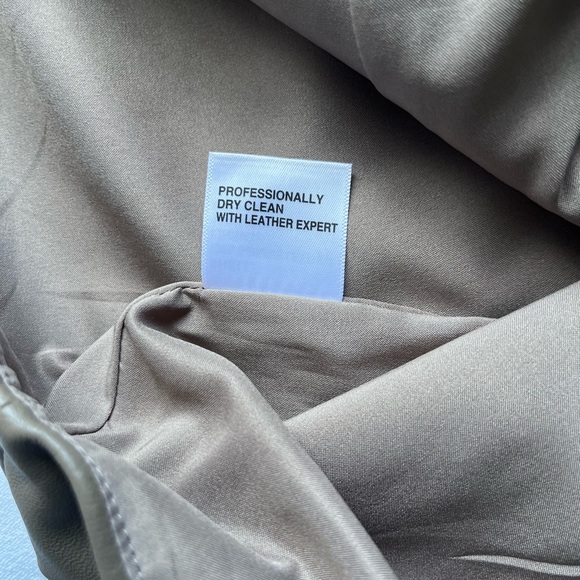 PROFESSIONALLY
DRY CLEAN
WITH LEATHER EXPERT